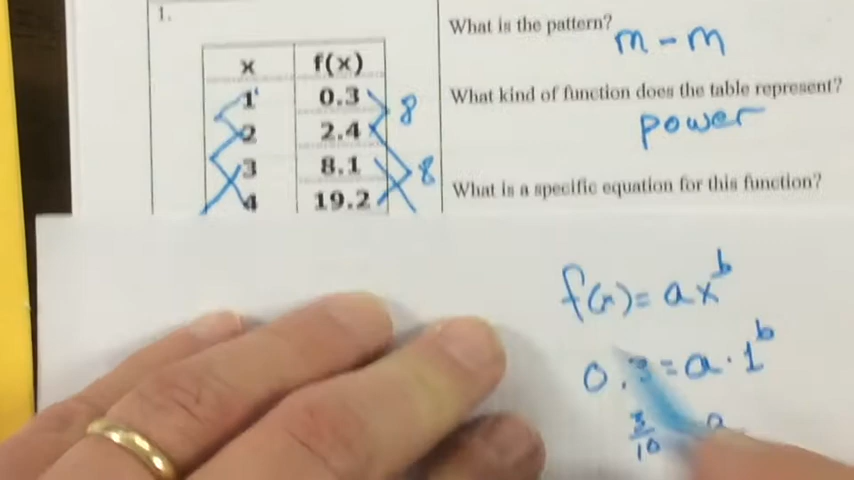 1.
What is the pattern?
m - m
x f(x)
1 0.3
2 2.4
3 8.1
4 19.2
8
8
What kind of function does the table represent?
power
What is a specific equation for this function?
f(x) = ax^b
0.3 = a · 1^b
3/10 a